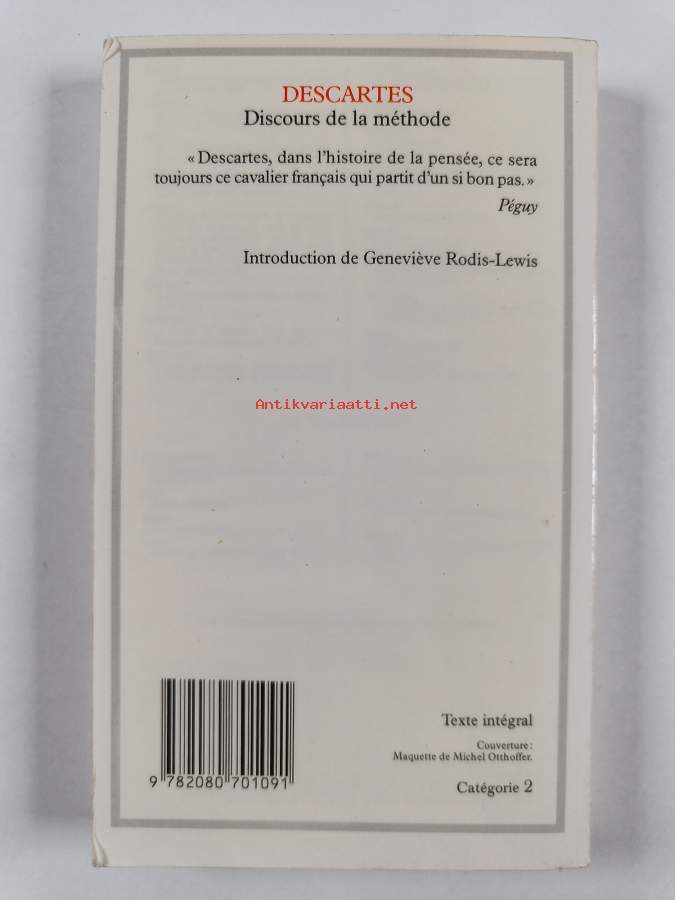 DESCARTES
Discours de la méthode
« Descartes, dans l'histoire de la pensée, ce sera
toujours ce cavalier français qui partit d'un si bon pas. »
Péguy
Introduction de Geneviève Rodis-Lewis
Antikvariaatti.net
Texte intégral
Couverture :
Maquette de Michel Otthoffer.
9 782080 701091
Catégorie 2